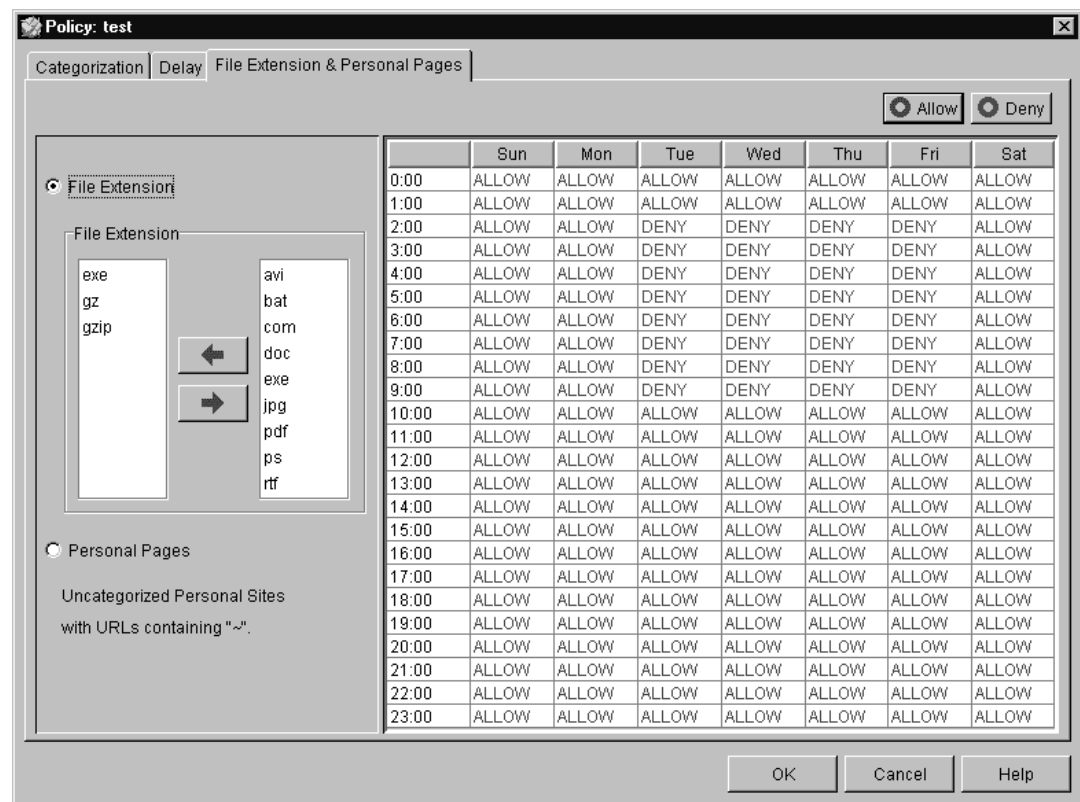 Policy: test
Categorization Delay File Extension & Personal Pages
Allow Deny
File Extension
File Extension
exe
gz
gzip
avi
bat
com
doc
exe
jpg
pdf
ps
rtf
Personal Pages
Uncategorized Personal Sites
with URLs containing "~".
Sun Mon Tue Wed Thu Fri Sat
0:00 ALLOW ALLOW ALLOW ALLOW ALLOW ALLOW ALLOW
1:00 ALLOW ALLOW ALLOW ALLOW ALLOW ALLOW ALLOW
2:00 ALLOW ALLOW DENY DENY DENY DENY ALLOW
3:00 ALLOW ALLOW DENY DENY DENY DENY ALLOW
4:00 ALLOW ALLOW DENY DENY DENY DENY ALLOW
5:00 ALLOW ALLOW DENY DENY DENY DENY ALLOW
6:00 ALLOW ALLOW DENY DENY DENY DENY ALLOW
7:00 ALLOW ALLOW DENY DENY DENY DENY ALLOW
8:00 ALLOW ALLOW DENY DENY DENY DENY ALLOW
9:00 ALLOW ALLOW DENY DENY DENY DENY ALLOW
10:00 ALLOW ALLOW ALLOW ALLOW ALLOW ALLOW ALLOW
11:00 ALLOW ALLOW ALLOW ALLOW ALLOW ALLOW ALLOW
12:00 ALLOW ALLOW ALLOW ALLOW ALLOW ALLOW ALLOW
13:00 ALLOW ALLOW ALLOW ALLOW ALLOW ALLOW ALLOW
14:00 ALLOW ALLOW ALLOW ALLOW ALLOW ALLOW ALLOW
15:00 ALLOW ALLOW ALLOW ALLOW ALLOW ALLOW ALLOW
16:00 ALLOW ALLOW ALLOW ALLOW ALLOW ALLOW ALLOW
17:00 ALLOW ALLOW ALLOW ALLOW ALLOW ALLOW ALLOW
18:00 ALLOW ALLOW ALLOW ALLOW ALLOW ALLOW ALLOW
19:00 ALLOW ALLOW ALLOW ALLOW ALLOW ALLOW ALLOW
20:00 ALLOW ALLOW ALLOW ALLOW ALLOW ALLOW ALLOW
21:00 ALLOW ALLOW ALLOW ALLOW ALLOW ALLOW ALLOW
22:00 ALLOW ALLOW ALLOW ALLOW ALLOW ALLOW ALLOW
23:00 ALLOW ALLOW ALLOW ALLOW ALLOW ALLOW ALLOW
OK Cancel Help